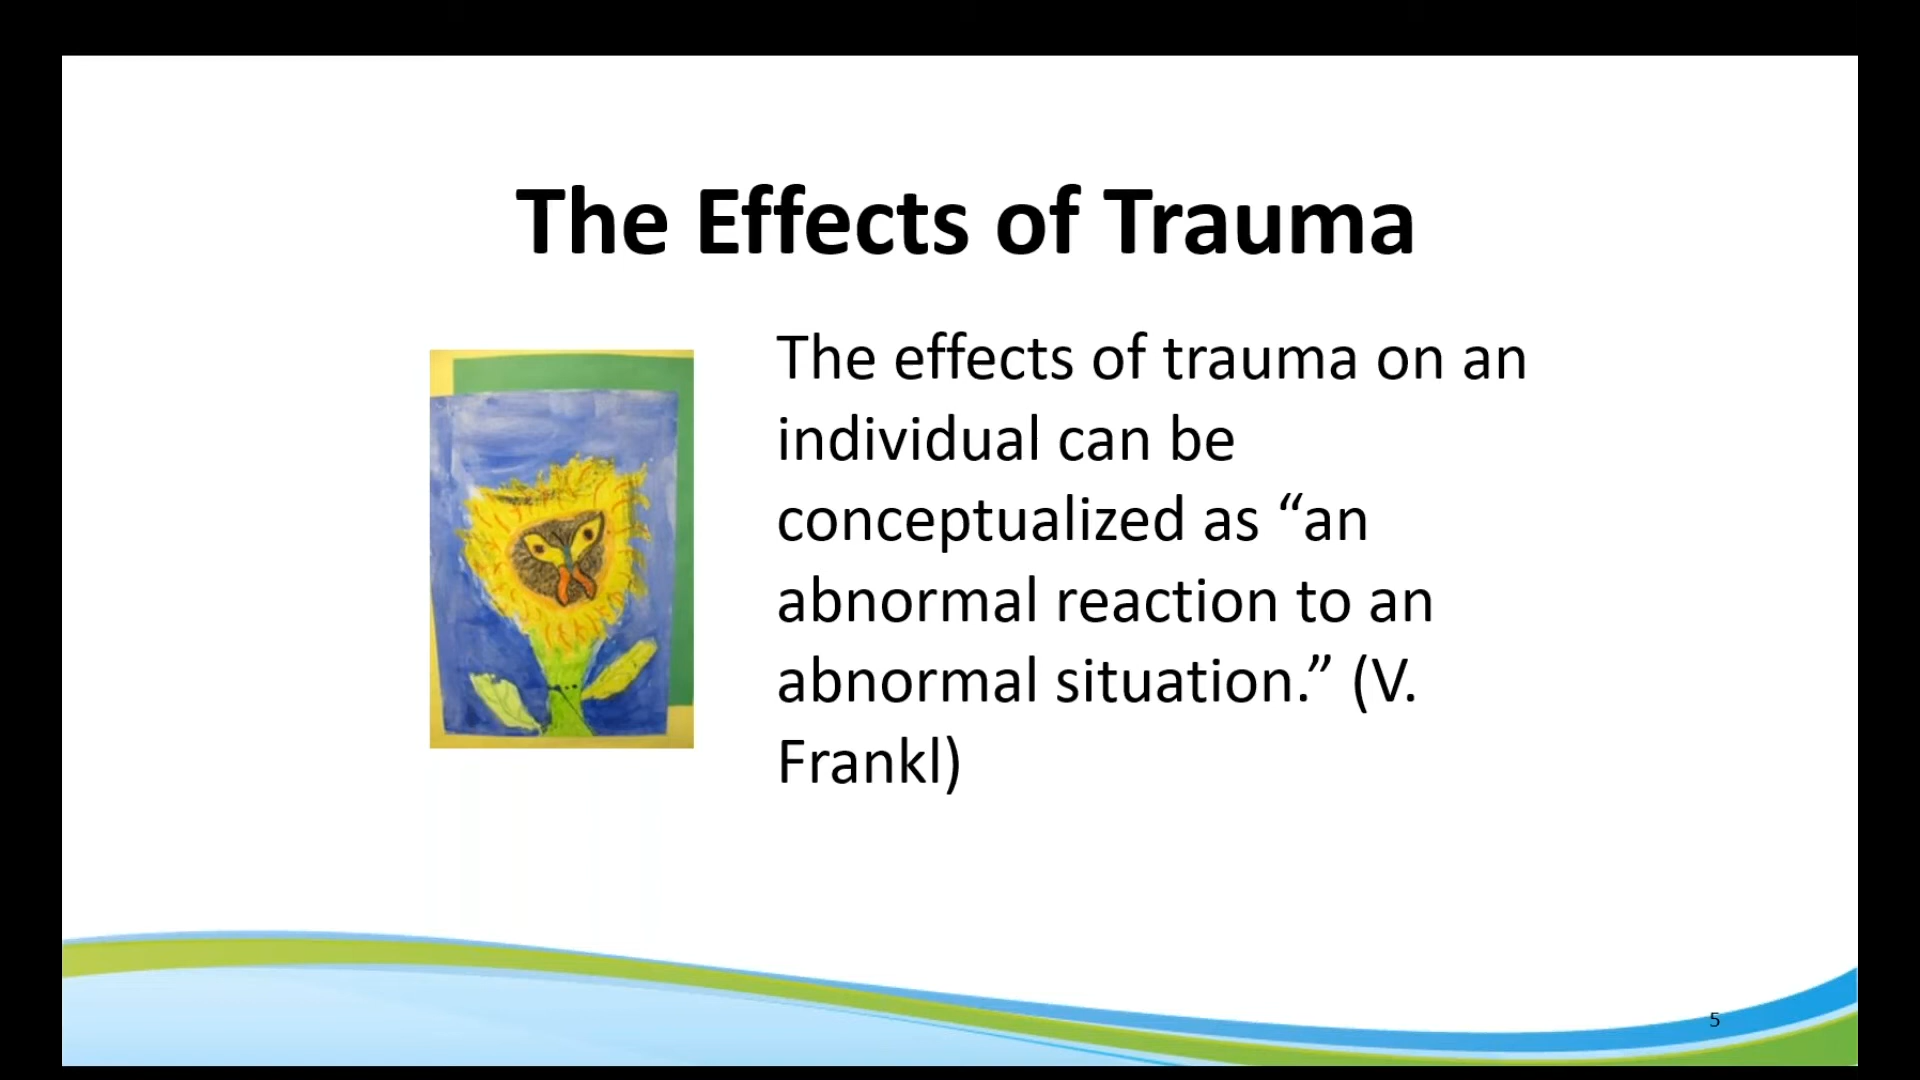 The Effects of Trauma
The effects of trauma on an
individual can be
conceptualized as “an
abnormal reaction to an
abnormal situation.” (V.
Frankl)
5